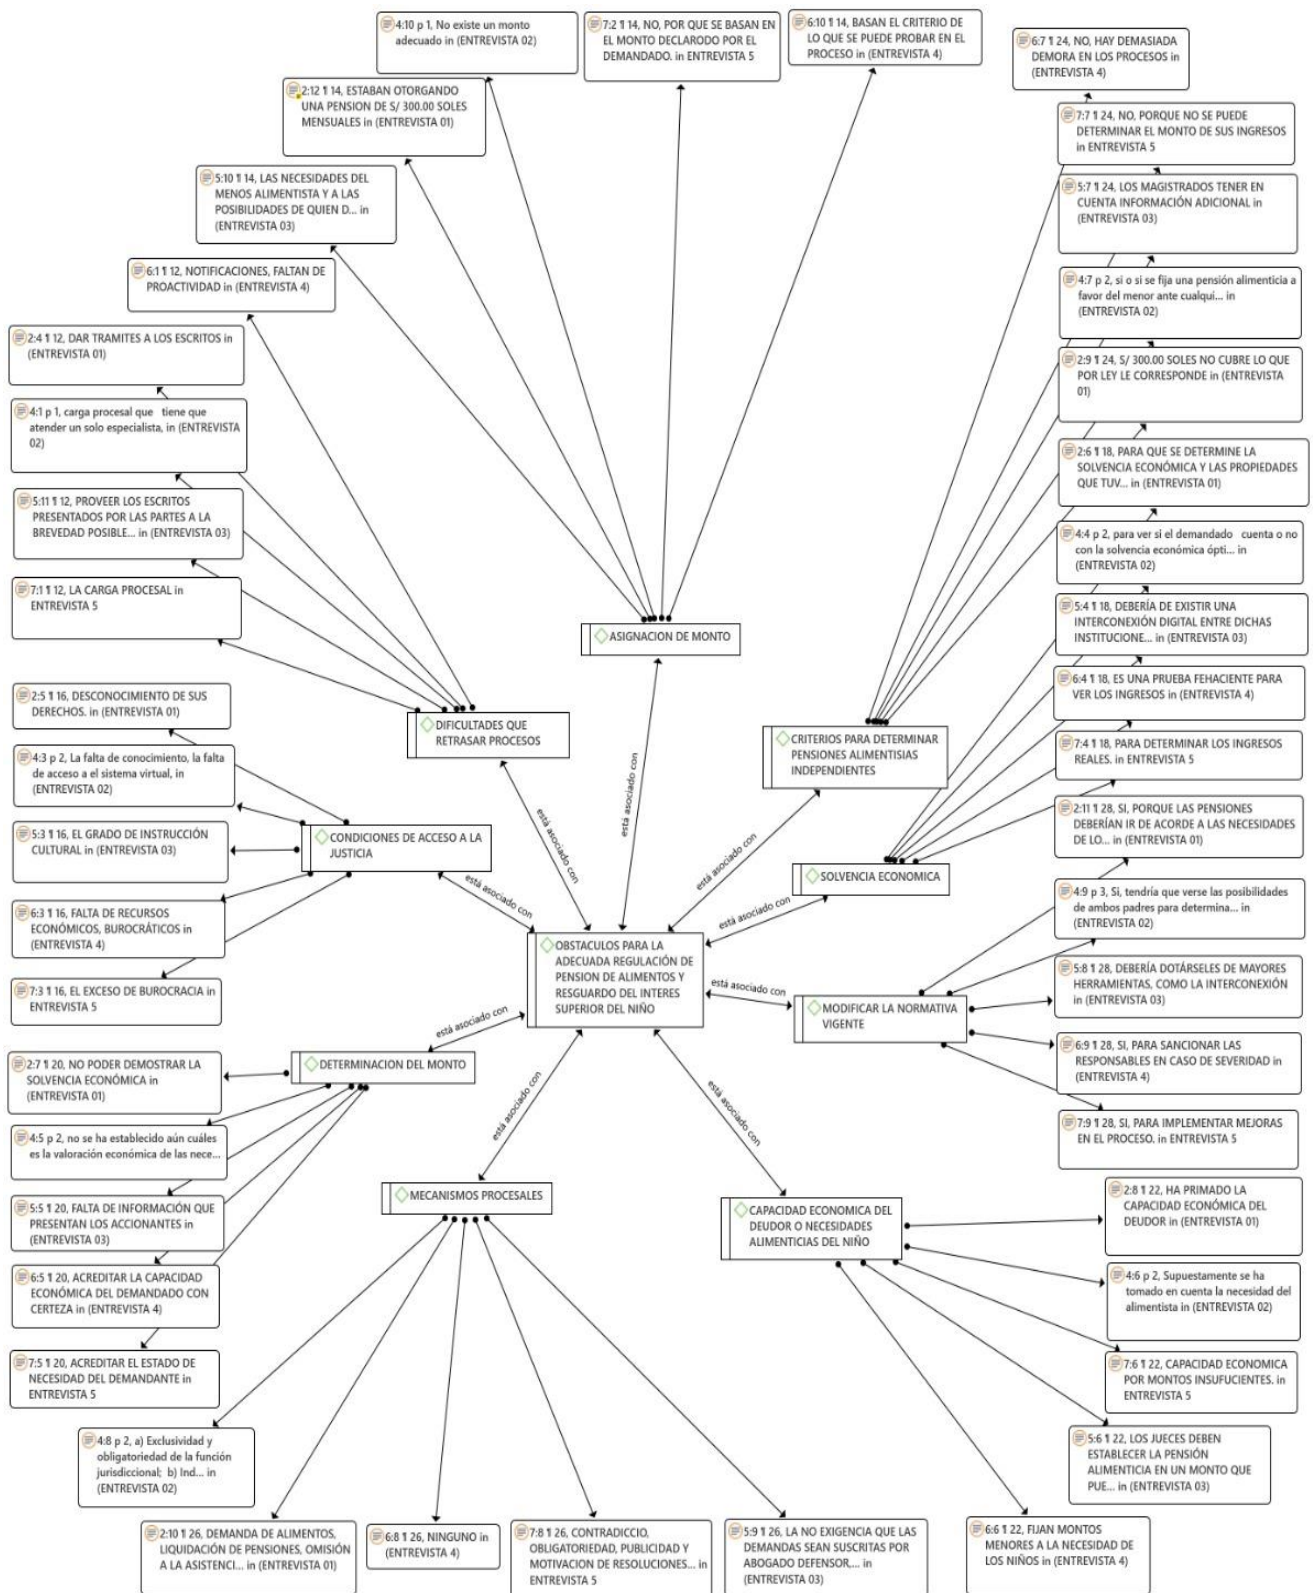 4:10 p 1, No existe un monto
adecuado in (ENTREVISTA 02)
7:2 ¶ 14, NO, POR QUE SE BASAN EN
EL MONTO DECLARODO POR EL
DEMANDADO. in ENTREVISTA 5
6:10 ¶ 14, BASAN EL CRITERIO DE
LO QUE SE PUEDE PROBAR EN EL
PROCESO in (ENTREVISTA 4)
6:7 ¶ 24, NO, HAY DEMASIADA
DEMORA EN LOS PROCESOS in
(ENTREVISTA 4)
2:12 ¶ 14, ESTABAN OTORGANDO
UNA PENSION DE S/ 300.00 SOLES
MENSUALES in (ENTREVISTA 01)
7:7 ¶ 24, NO, PORQUE NO SE PUEDE
DETERMINAR EL MONTO DE SUS INGRESOS
in ENTREVISTA 5
5:10 ¶ 14, LAS NECESIDADES DEL
MENOS ALIMENTISTA Y A LAS
POSIBILIDADES DE QUIEN D... in
(ENTREVISTA 03)
5:7 ¶ 24, LOS MAGISTRADOS TENER EN
CUENTA INFORMACIÓN ADICIONAL in
(ENTREVISTA 03)
6:1 ¶ 12, NOTIFICACIONES, FALTAN DE
PROACTIVIDAD in (ENTREVISTA 4)
4:7 p 2, si o si se fija una pensión alimenticia a
favor del menor ante cualqui... in
(ENTREVISTA 02)
2:4 ¶ 12, DAR TRAMITES A LOS ESCRITOS in
(ENTREVISTA 01)
2:9 ¶ 24, S/ 300.00 SOLES NO CUBRE LO QUE
POR LEY LE CORRESPONDE in (ENTREVISTA
01)
4:1 p 1, carga procesal que tiene que
atender un solo especialista, in (ENTREVISTA
02)
2:6 ¶ 18, PARA QUE SE DETERMINE LA
SOLVENCIA ECONÓMICA Y LAS PROPIEDADES
QUE TUV... in (ENTREVISTA 01)
5:11 ¶ 12, PROVEER LOS ESCRITOS
PRESENTADOS POR LAS PARTES A LA
BREVEDAD POSIBLE... in (ENTREVISTA 03)
4:4 p 2, para ver si el demandado cuenta o no
con la solvencia económica ópti... in
(ENTREVISTA 02)
7:1 ¶ 12, LA CARGA PROCESAL in
ENTREVISTA 5
5:4 ¶ 18, DEBERÍA DE EXISTIR UNA
INTERCONEXIÓN DIGITAL ENTRE DICHAS
INSTITUCIONE... in (ENTREVISTA 03)
ASIGNACION DE MONTO
6:4 ¶ 18, ES UNA PRUEBA FEHACIENTE PARA
VER LOS INGRESOS in (ENTREVISTA 4)
2:5 ¶ 16, DESCONOCIMIENTO DE SUS
DERECHOS. in (ENTREVISTA 01)
DIFICULTADES QUE
RETRASAR PROCESOS
CRITERIOS PARA DETERMINAR
PENSIONES ALIMENTISIAS
INDEPENDIENTES
7:4 ¶ 18, PARA DETERMINAR LOS INGRESOS
REALES. in ENTREVISTA 5
4:3 p 2, La falta de conocimiento, la falta
de acceso a el sistema virtual, in
(ENTREVISTA 02)
está asociado con
2:11 ¶ 28, SI, PORQUE LAS PENSIONES
DEBERÍAN IR DE ACORDE A LAS NECESIDADES
DE LO... in (ENTREVISTA 01)
5:3 ¶ 16, EL GRADO DE INSTRUCCIÓN
CULTURAL in (ENTREVISTA 03)
CONDICIONES DE ACCESO A LA
JUSTICIA
está asociado con
está asociado con
SOLVENCIA ECONOMICA
está asociado con
está asociado con
4:9 p 3, Si, tendría que verse las posibilidades
de ambos padres para determina... in
(ENTREVISTA 02)
6:3 ¶ 16, FALTA DE RECURSOS
ECONÓMICOS, BUROCRÁTICOS in
(ENTREVISTA 4)
OBSTACULOS PARA LA
ADECUADA REGULACIÓN DE
PENSION DE ALIMENTOS Y
RESGUARDO DEL INTERES
SUPERIOR DEL NIÑO
5:8 ¶ 28, DEBERÍA DOTÁRSELES DE MAYORES
HERRAMIENTAS, COMO LA INTERCONEXIÓN
in (ENTREVISTA 03)
7:3 ¶ 16, EL EXCESO DE BUROCRACIA in
ENTREVISTA 5
está asociado con
MODIFICAR LA NORMATIVA
VIGENTE
está asociado con
6:9 ¶ 28, SI, PARA SANCIONAR LAS
RESPONSABLES EN CASO DE SEVERIDAD in
(ENTREVISTA 4)
2:7 ¶ 20, NO PODER DEMOSTRAR LA
SOLVENCIA ECONÓMICA in
(ENTREVISTA 01)
DETERMINACION DEL MONTO
7:9 ¶ 28, SI, PARA IMPLEMENTAR MEJORAS
EN EL PROCESO. in ENTREVISTA 5
4:5 p 2, no se ha establecido aún cuáles
es la valoración económica de las nece...
está asociado con
está asociado con
5:5 ¶ 20, FALTA DE INFORMACIÓN QUE
PRESENTAN LOS ACCIONANTES in
(ENTREVISTA 03)
MECANISMOS PROCESALES
CAPACIDAD ECONOMICA DEL
DEUDOR O NECESIDADES
ALIMENTICIAS DEL NIÑO
2:8 ¶ 22, HA PRIMADO LA
CAPACIDAD ECONÓMICA DEL
DEUDOR in (ENTREVISTA 01)
6:5 ¶ 20, ACREDITAR LA CAPACIDAD
ECONÓMICA DEL DEMANDADO CON
CERTEZA in (ENTREVISTA 4)
4:6 p 2, Supuestamente se ha
tomado en cuenta la necesidad del
alimentista in (ENTREVISTA 02)
7:5 ¶ 20, ACREDITAR EL ESTADO DE
NECESIDAD DEL DEMANDANTE in
ENTREVISTA 5
7:6 ¶ 22, CAPACIDAD ECONOMICA
POR MONTOS INSUFUCIENTES. in
ENTREVISTA 5
4:8 p 2, a) Exclusividad y
obligatoriedad de la función
jurisdiccional; b) Ind... in
(ENTREVISTA 02)
5:6 ¶ 22, LOS JUECES DEBEN
ESTABLECER LA PENSIÓN
ALIMENTICIA EN UN MONTO QUE
PUE... in (ENTREVISTA 03)
2:10 ¶ 26, DEMANDA DE ALIMENTOS,
LIQUIDACIÓN DE PENSIONES, OMISIÓN
A LA ASISTENCI... in (ENTREVISTA 01)
6:8 ¶ 26, NINGUNO in
(ENTREVISTA 4)
7:8 ¶ 26, CONTRADICCIO,
OBLIGATORIEDAD, PUBLICIDAD Y
MOTIVACION DE RESOLUCIONES... in
ENTREVISTA 5
5:9 ¶ 26, LA NO EXIGENCIA QUE LAS
DEMANDAS SEAN SUSCRITAS POR
ABOGADO DEFENSOR,... in
(ENTREVISTA 03)
6:6 ¶ 22, FIJAN MONTOS
MENORES A LA NECESIDAD DE
LOS NIÑOS in (ENTREVISTA 4)